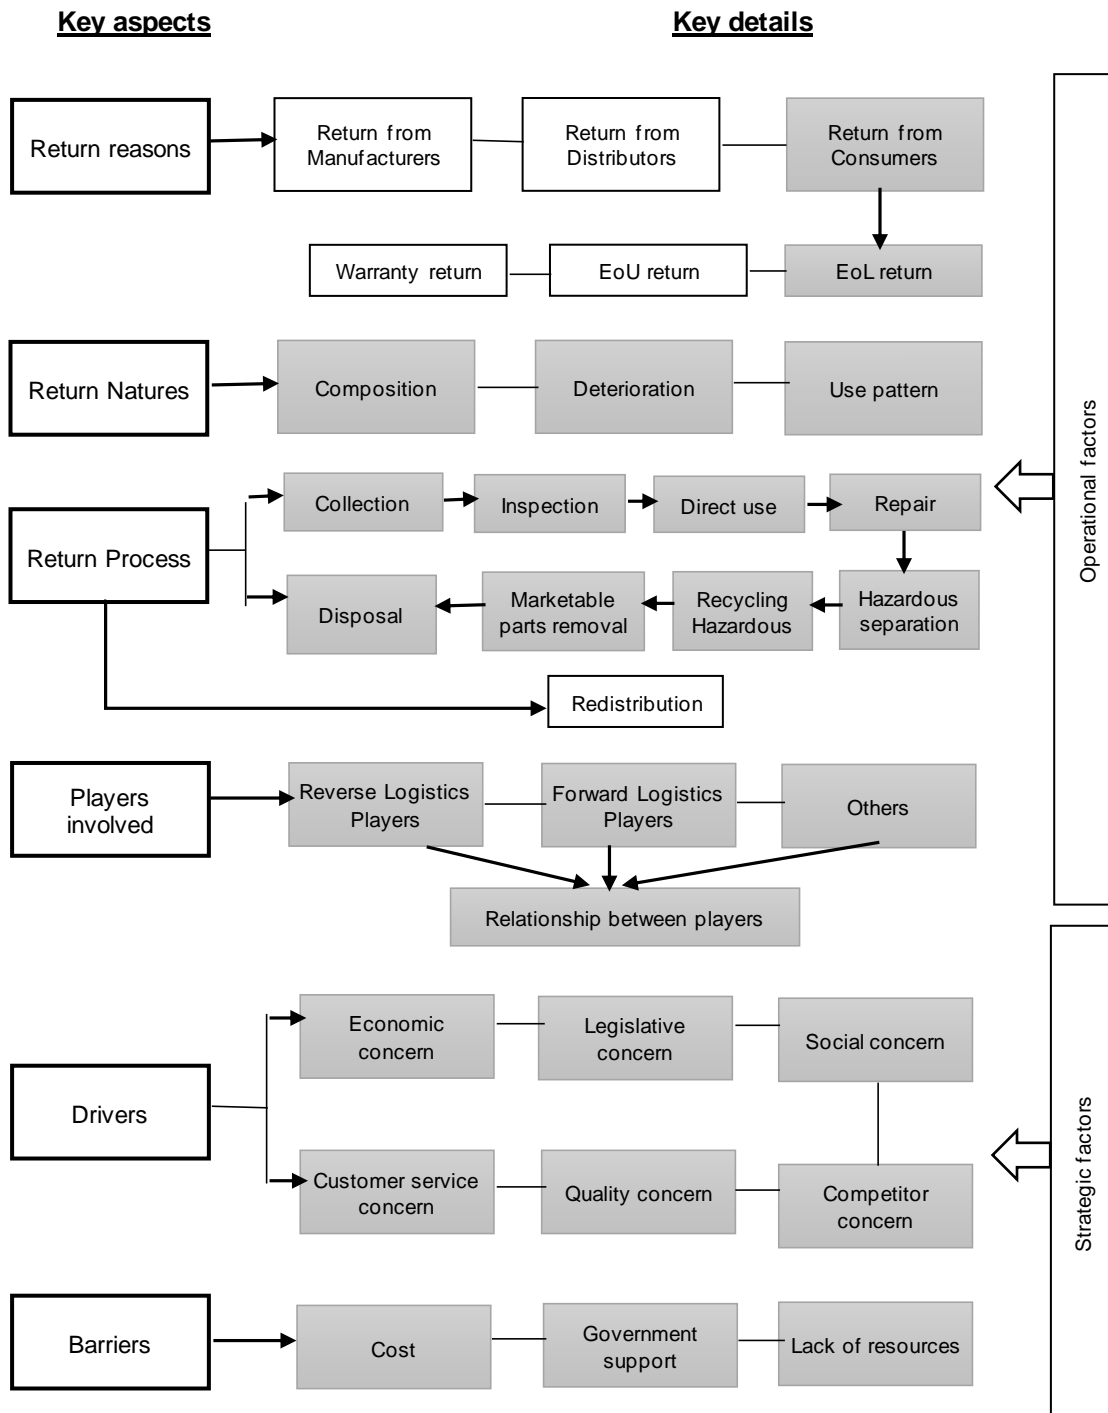 Key aspects
Key details
Return reasons
Return from
Manufacturers
Return from
Distributors
Return from
Consumers
Warranty return
EoU return
EoL return
Return Natures
Composition
Deterioration
Use pattern
Operational factors
Return Process
Collection
Inspection
Direct use
Repair
Disposal
Marketable
parts removal
Recycling
Hazardous
Hazardous
separation
Redistribution
Players
involved
Reverse Logistics
Players
Forward Logistics
Players
Others
Relationship between players
Drivers
Economic
concern
Legislative
concern
Social concern
Customer service
concern
Quality concern
Competitor
concern
Strategic factors
Barriers
Cost
Government
support
Lack of resources